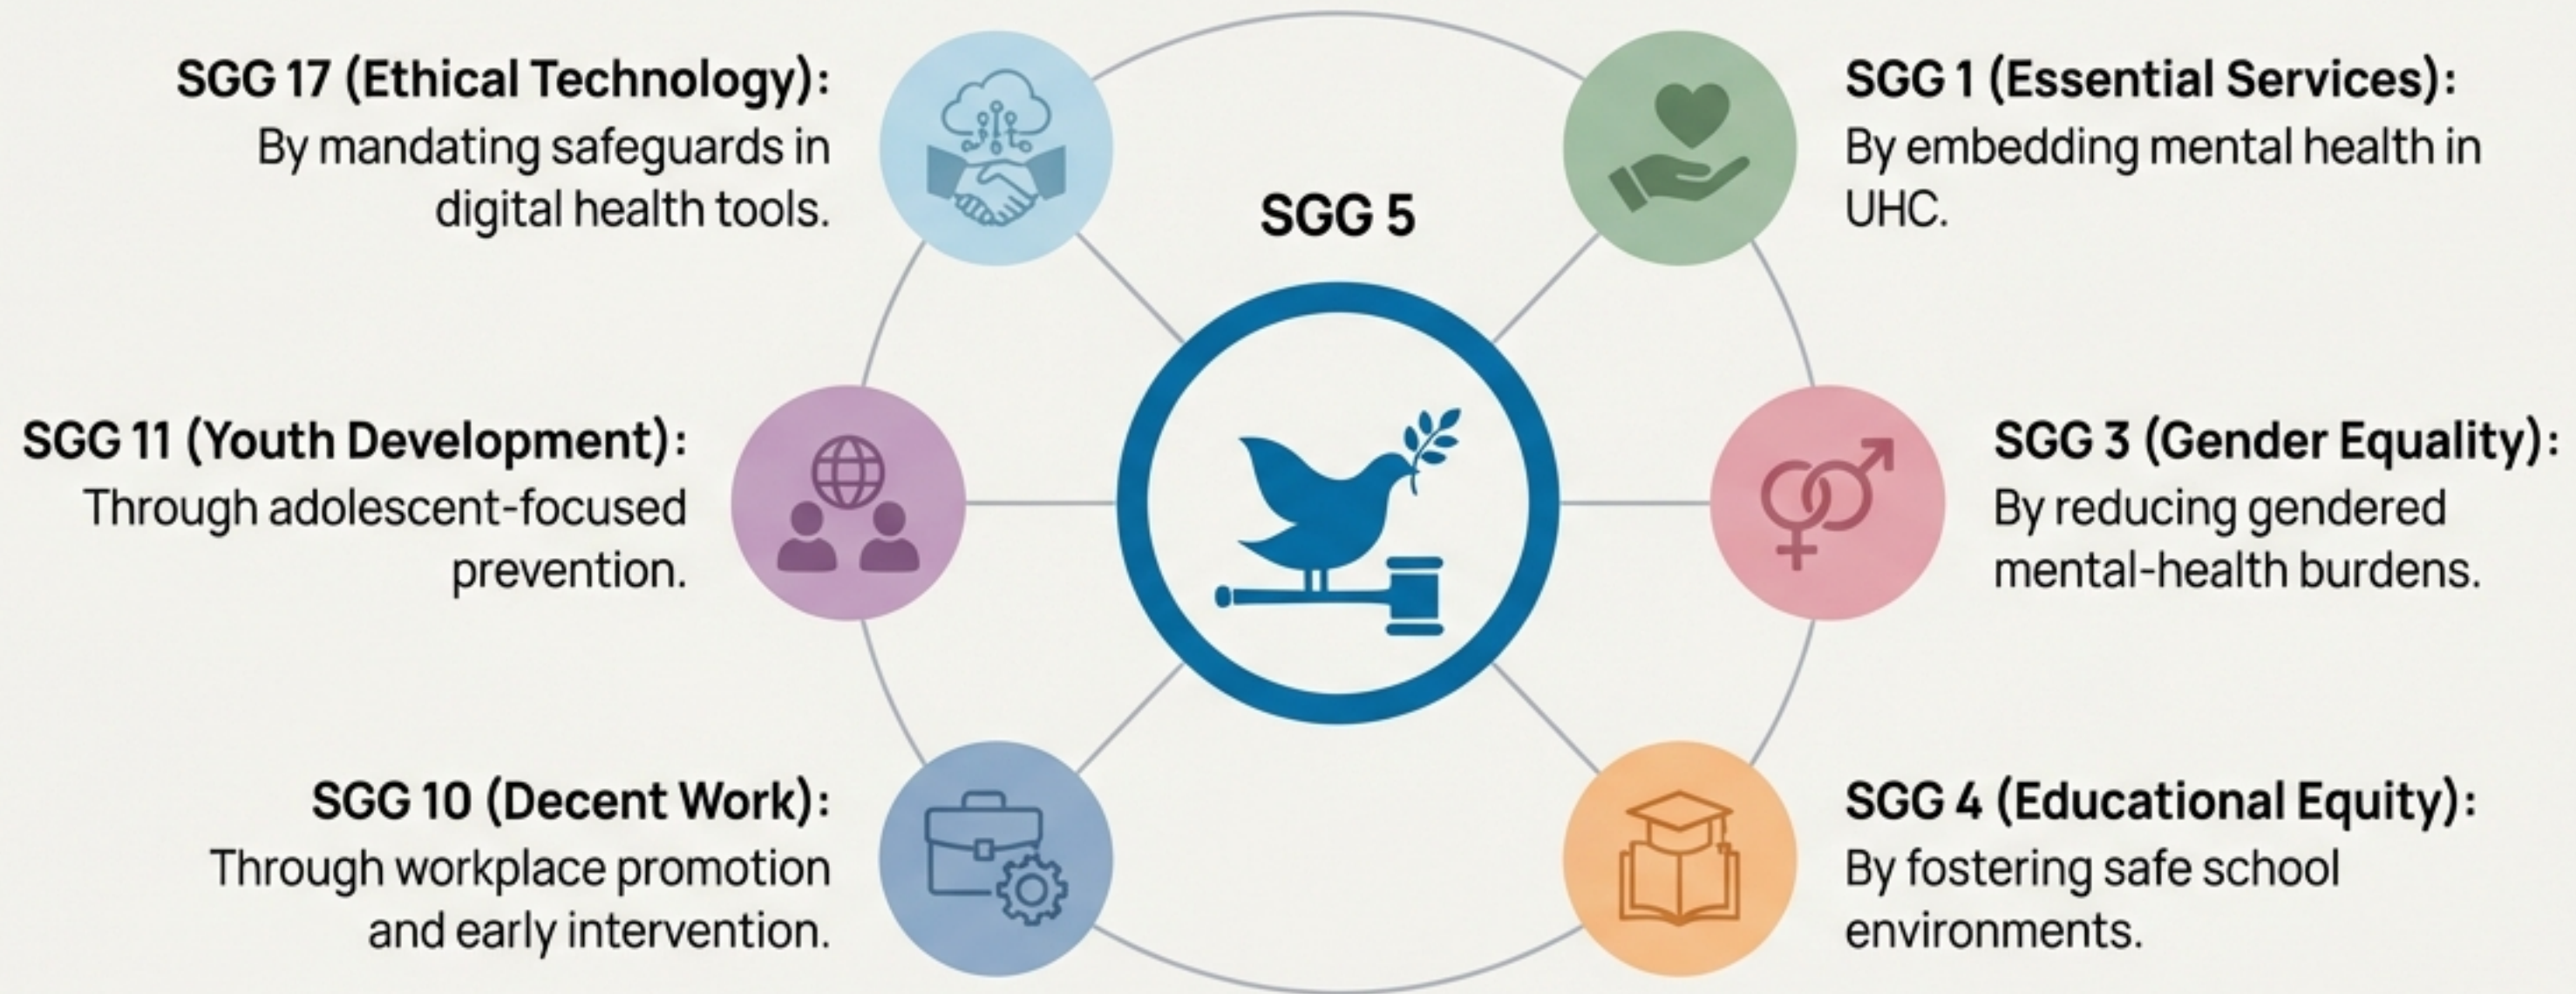 SGG 17 (Ethical Technology):
By mandating safeguards in
digital health tools.
SGG 1 (Essential Services):
By embedding mental health in
UHC.
SGG 5
SGG 11 (Youth Development):
Through adolescent-focused
prevention.
SGG 3 (Gender Equality):
By reducing gendered
mental-health burdens.
SGG 10 (Decent Work):
Through workplace promotion
and early intervention.
SGG 4 (Educational Equity):
By fostering safe school
environments.